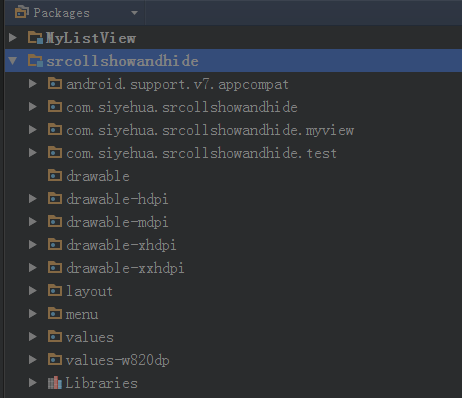 Packages
MyListView
srcollshowandhide
android.support.v7.appcompat
com.siyehua.srcollshowandhide
com.siyehua.srcollshowandhide.myview
com.siyehua.srcollshowandhide.test
drawable
drawable-hdpi
drawable-mdpi
drawable-xhdpi
drawable-xxhdpi
layout
menu
values
values-w820dp
Libraries